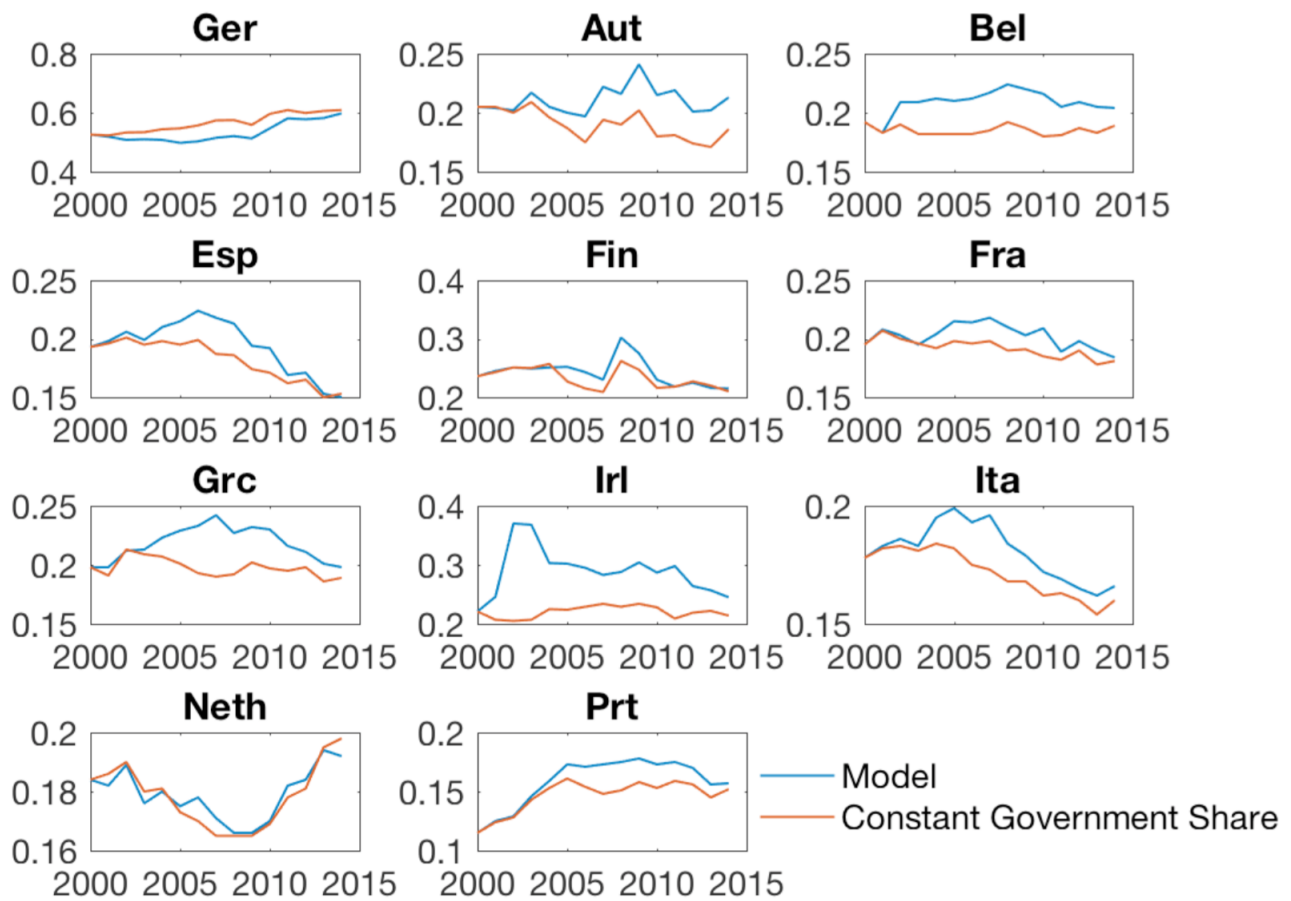 Ger Aut Bel
0.8 0.25 0.25
0.6 0.2 0.2
0.4 0.15 0.15
2000 2005 2010 2015 2000 2005 2010 2015 2000 2005 2010 2015
Esp Fin Fra
0.25 0.4 0.25
0.2 0.3 0.2
0.15 0.2 0.15
2000 2005 2010 2015 2000 2005 2010 2015 2000 2005 2010 2015
Grc Irl Ita
0.25 0.4 0.2
0.2 0.3
0.15 0.2 0.15
2000 2005 2010 2015 2000 2005 2010 2015 2000 2005 2010 2015
Neth Prt
0.2 0.2
Model
0.18 0.15
Constant Government Share
0.16 0.1
2000 2005 2010 2015 2000 2005 2010 2015